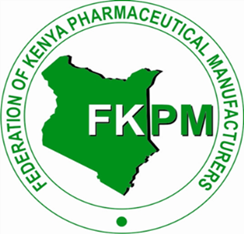 FEDERATION OF KENYA PHARMACEUTICAL MANUFACTURERS
FKPM